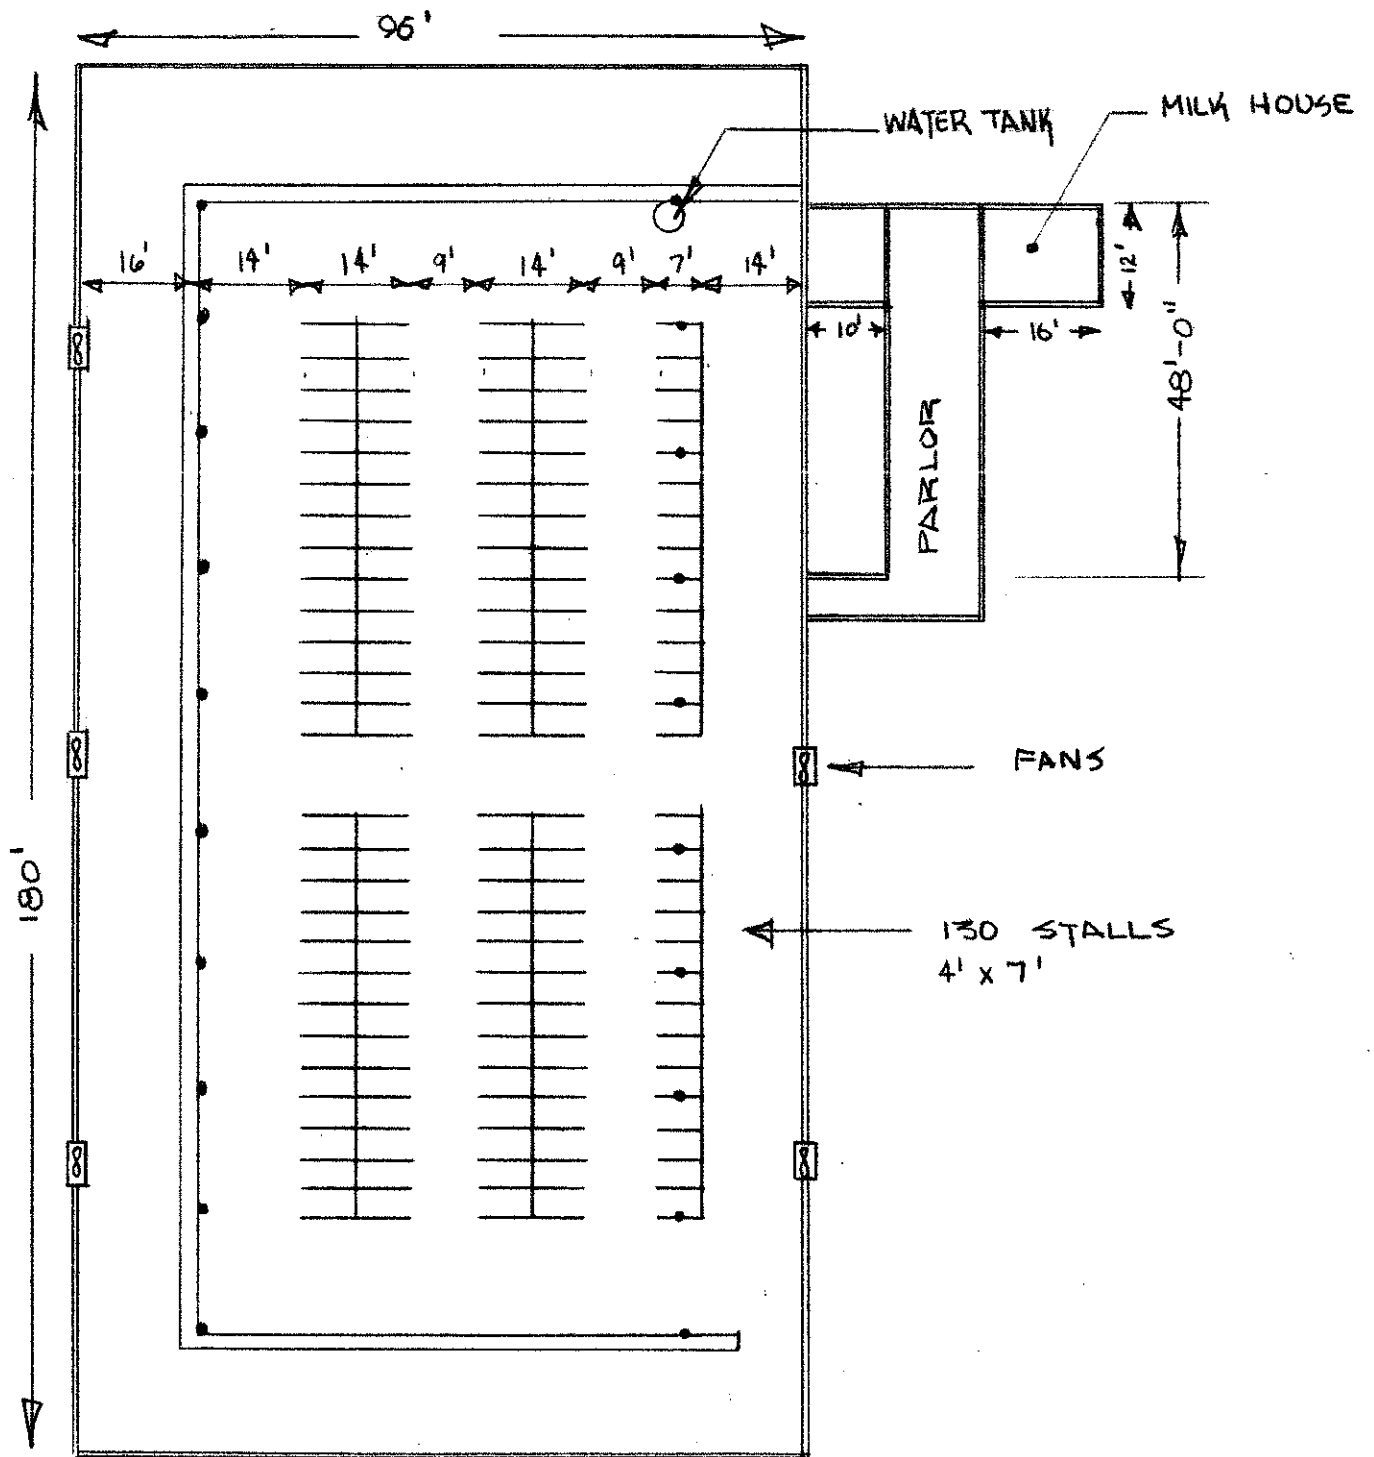 96'
WATER TANK
MILK HOUSE
16'
14'
14'
9'
14'
9'
7'
14'
12'
10'
16'
48'-0"
PARLOR
FANS
180'
130 STALLS
4' x 7'